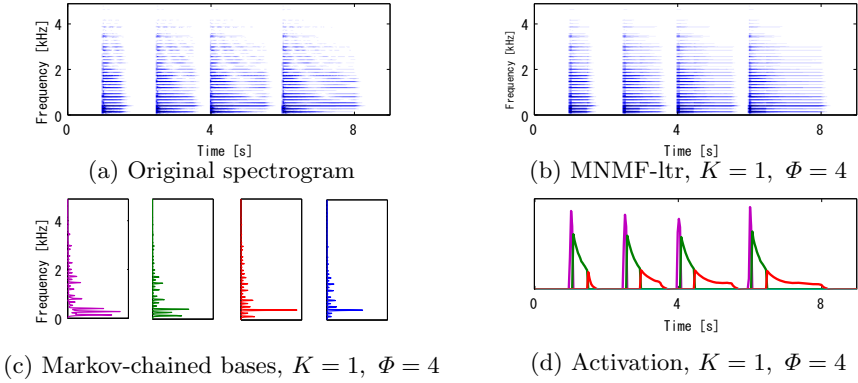 Frequency [kHz]
4
2
0
0
4
8
Time [s]
(a) Original spectrogram
Frequency [kHz]
4
2
0
0
4
8
Time [s]
(b) MNMF-ltr, K = 1, Φ = 4
Frequency [kHz]
4
2
0
(c) Markov-chained bases, K = 1, Φ = 4
0
4
8
Time [s]
(d) Activation, K = 1, Φ = 4